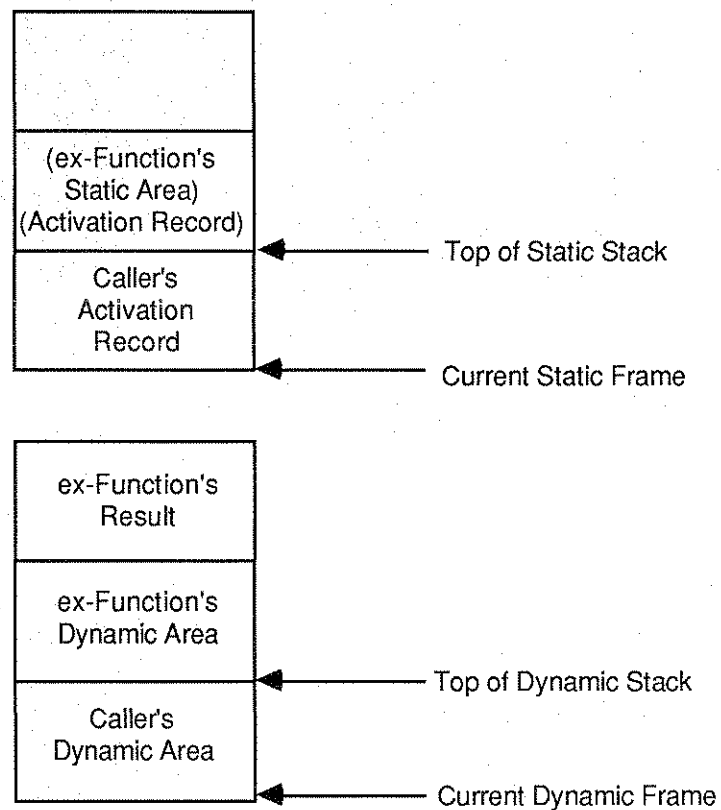 (ex-Function's
Static Area)
(Activation Record)
Top of Static Stack
Caller's
Activation
Record
Current Static Frame
ex-Function's
Result
ex-Function's
Dynamic Area
Top of Dynamic Stack
Caller's
Dynamic Area
Current Dynamic Frame